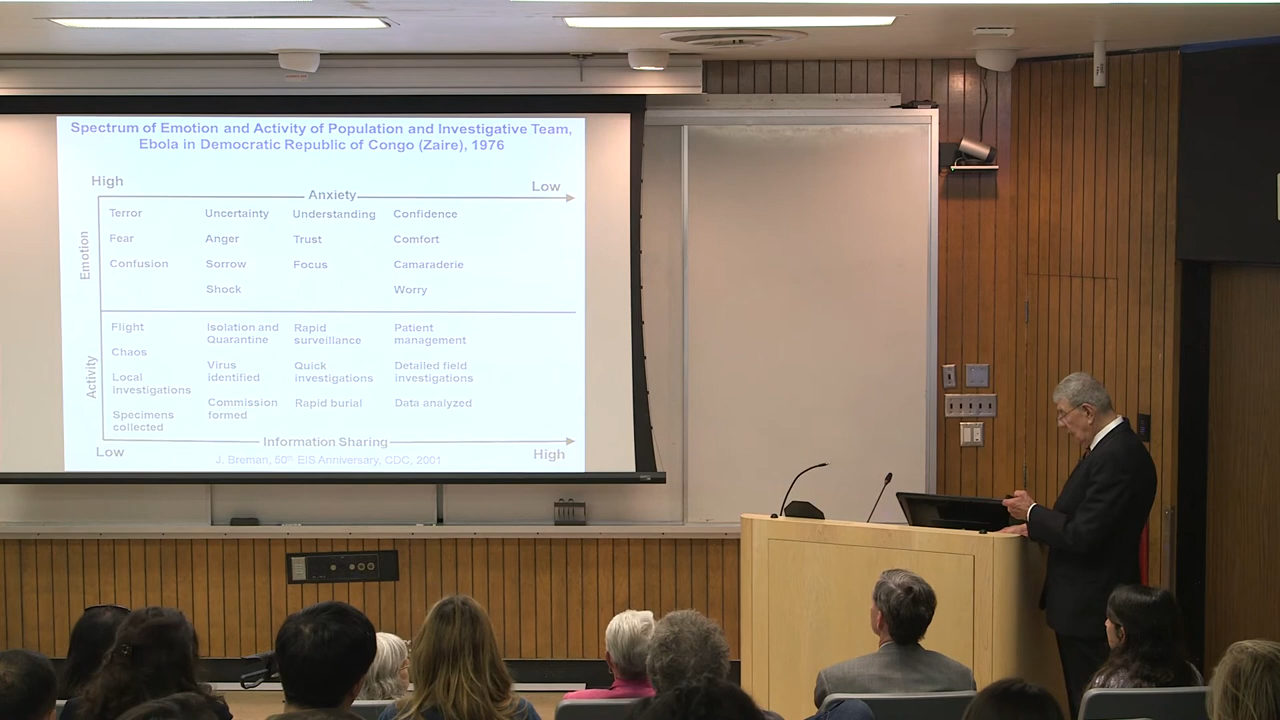 Spectrum of Emotion and Activity of Population and Investigative Team,
Ebola in Democratic Republic of Congo (Zaire), 1976
High
Anxiety
Low
Emotion
Terror
Fear
Confusion
Uncertainty
Anger
Sorrow
Shock
Understanding
Trust
Focus
Confidence
Comfort
Camaraderie
Worry
Activity
Flight
Chaos
Local
investigations
Specimens
collected
Isolation and
Quarantine
Virus
identified
Commission
formed
Rapid
surveillance
Quick
investigations
Rapid burial
Patient
management
Detailed field
investigations
Data analyzed
Low
Information Sharing
High
J. Breman, 50th EIS Anniversary, CDC, 2001